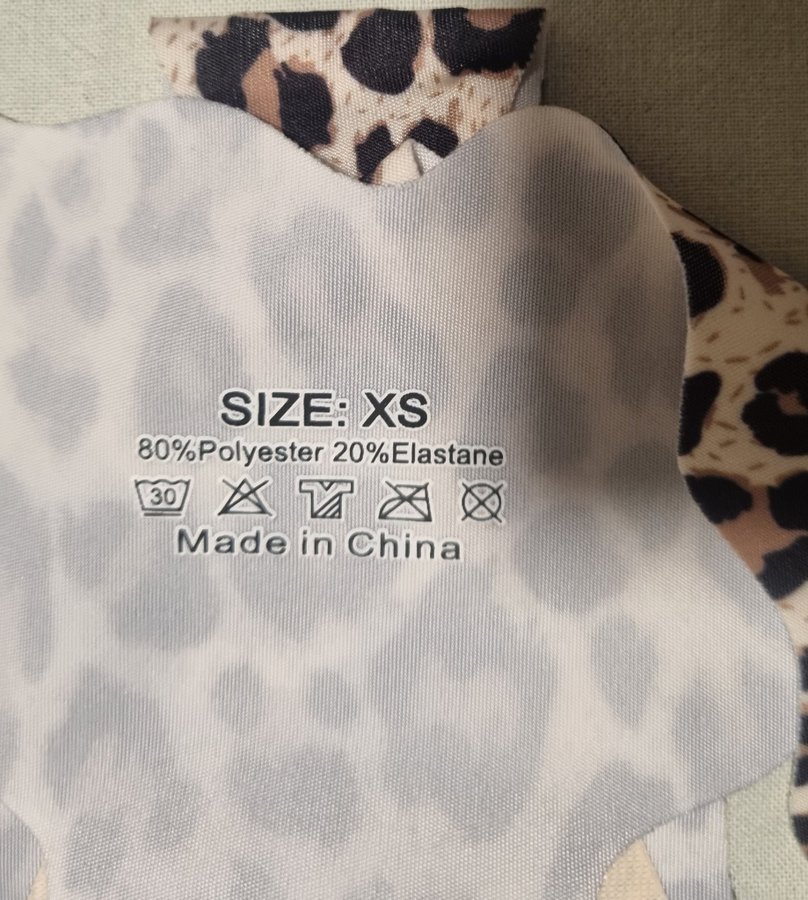 SIZE: XS
80%Polyester 20%Elastane
30
Made in China